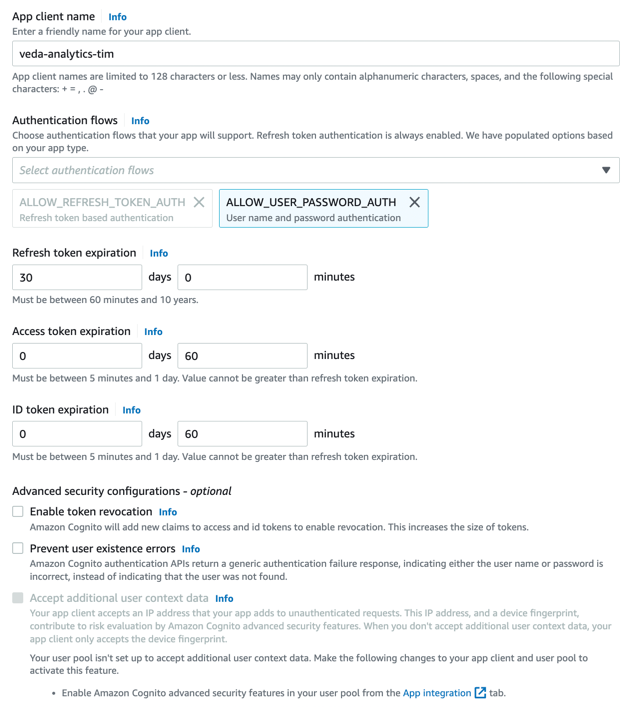 App client name Info
Enter a friendly name for your app client.
veda-analytics-tim
App client names are limited to 128 characters or less. Names may only contain alphanumeric characters, spaces, and the following special
characters: + = , . @ -
Authentication flows Info
Choose authentication flows that your app will support. Refresh token authentication is always enabled. We have populated options based
on your app type.
Select authentication flows
ALLOW_REFRESH_TOKEN_AUTH ALLOW_USER_PASSWORD_AUTH
Refresh token based authentication User name and password authentication
Refresh token expiration Info
30 days 0 minutes
Must be between 60 minutes and 10 years.
Access token expiration Info
0 days 60 minutes
Must be between 5 minutes and 1 day. Value cannot be greater than refresh token expiration.
ID token expiration Info
0 days 60 minutes
Must be between 5 minutes and 1 day. Value cannot be greater than refresh token expiration.
Advanced security configurations - optional
Enable token revocation Info
Amazon Cognito will add new claims to access and id tokens to enable revocation. This increases the size of tokens.
Prevent user existence errors Info
Amazon Cognito authentication APIs return a generic authentication failure response, indicating either the user name or password is
incorrect, instead of indicating that the user was not found.
Accept additional user context data Info
Your app client accepts an IP address that your app adds to unauthenticated requests. This IP address, and a device fingerprint,
contribute to risk evaluation by Amazon Cognito advanced security features. When you don't accept additional user context data, your
app client only accepts the device fingerprint.
Your user pool isn't set up to accept additional user context data. Make the following changes to your app client and user pool to
activate this feature.
• Enable Amazon Cognito advanced security features in your user pool from the App integration tab.